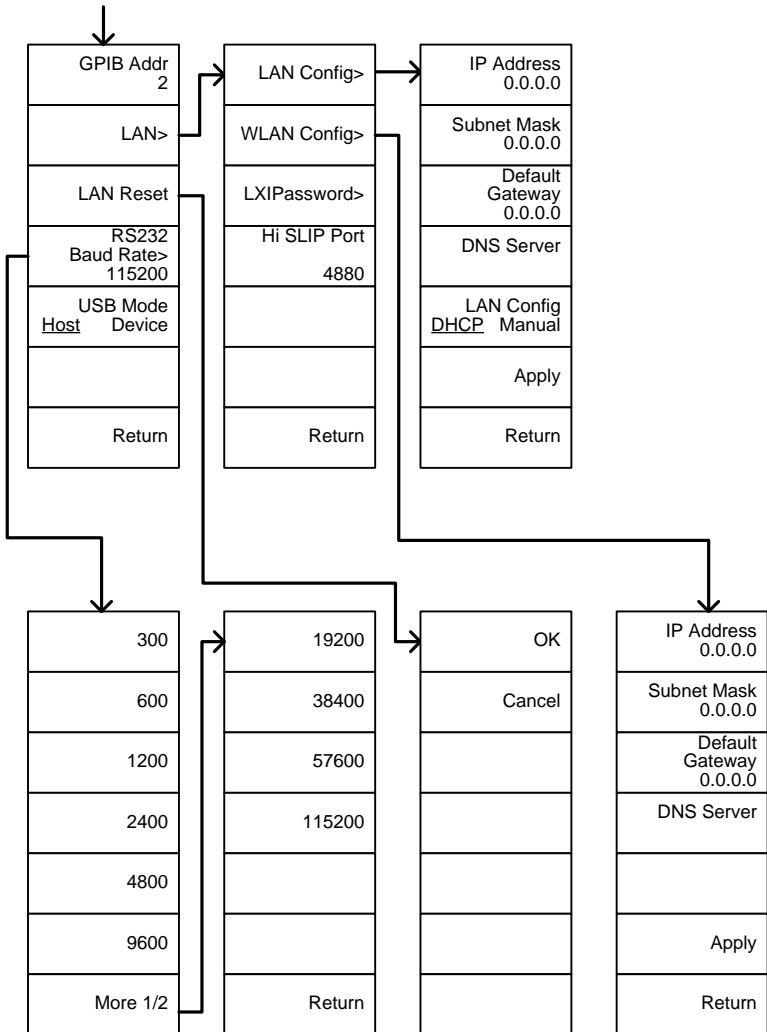 GPIB Addr
2
LAN>
LAN Reset
RS232
Baud Rate>
115200
USB Mode
Host Device
Return
LAN Config>
WLAN Config>
LXIPassword>
Hi SLIP Port
4880
Return
IP Address
0.0.0.0
Subnet Mask
0.0.0.0
Default
Gateway
0.0.0.0
DNS Server
LAN Config
DHCP Manual
Apply
Return
300
600
1200
2400
4800
9600
More 1/2
19200
38400
57600
115200
Return
OK
Cancel
IP Address
0.0.0.0
Subnet Mask
0.0.0.0
Default
Gateway
0.0.0.0
DNS Server
Apply
Return